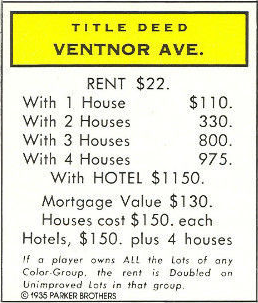 TITLE DEED
VENTNOR AVE.
RENT $22.
With 1 House $110.
With 2 Houses 330.
With 3 Houses 800.
With 4 Houses 975.
With HOTEL $1150.
Mortgage Value $130.
Houses cost $150. each
Hotels, $150. plus 4 houses
If a player owns ALL the Lots of any
Color-Group, the rent is Doubled on
Unimproved Lots in that group.
© 1935 PARKER BROTHERS